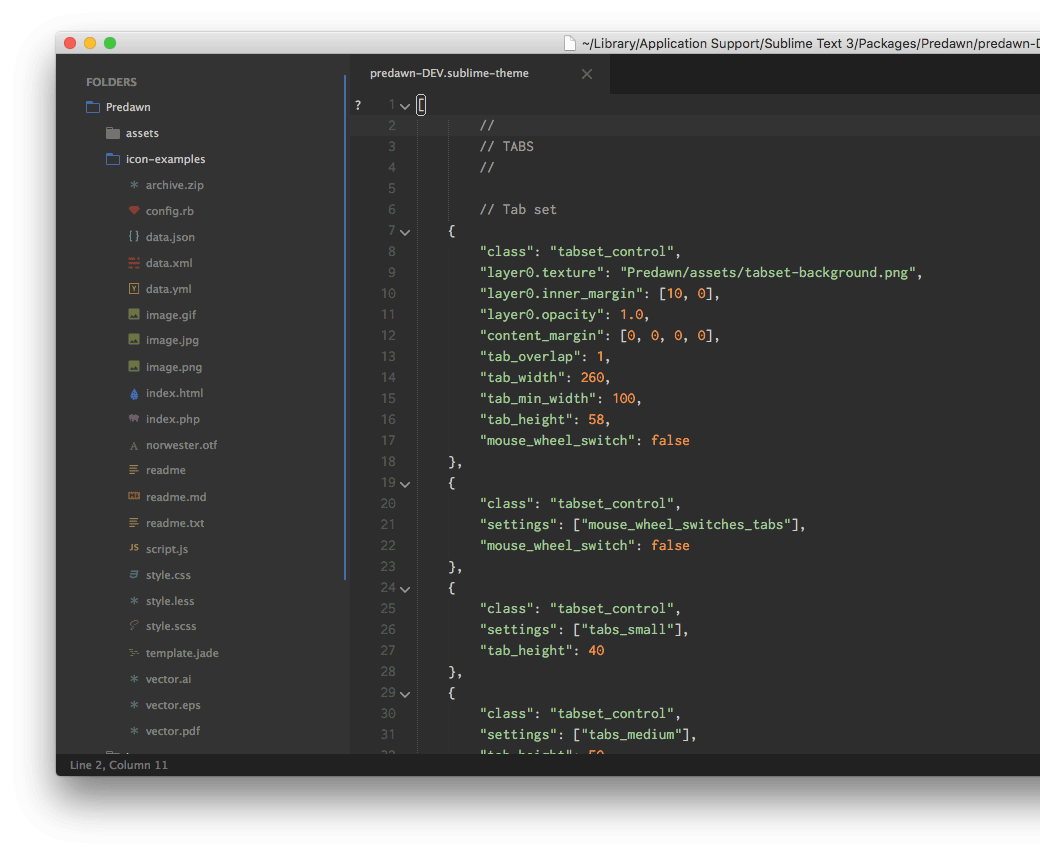 ~/Library/Application Support/Sublime Text 3/Packages/Predawn/predawn-D
FOLDERS
Predawn
assets
icon-examples
archive.zip
config.rb
{} data.json
data.xml
Y data.yml
image.gif
image.jpg
image.png
index.html
index.php
A norwester.otf
readme
readme.md
readme.txt
JS script.js
style.css
style.less
style.scss
template.jade
vector.ai
vector.eps
vector.pdf
predawn-DEV.sublime-theme
? 1 [
2 //
3 // TABS
4 //
5
6 // Tab set
7 {
8 "class": "tabset_control",
9 "layer0.texture": "Predawn/assets/tabset-background.png",
10 "layer0.inner_margin": [10, 0],
11 "layer0.opacity": 1.0,
12 "content_margin": [0, 0, 0, 0],
13 "tab_overlap": 1,
14 "tab_width": 260,
15 "tab_min_width": 100,
16 "tab_height": 58,
17 "mouse_wheel_switch": false
18 },
19 {
20 "class": "tabset_control",
21 "settings": ["mouse_wheel_switches_tabs"],
22 "mouse_wheel_switch": false
23 },
24 {
25 "class": "tabset_control",
26 "settings": ["tabs_small"],
27 "tab_height": 40
28 },
29 {
30 "class": "tabset_control",
31 "settings": ["tabs_medium"],
32 "tab_height": 50
Line 2, Column 11